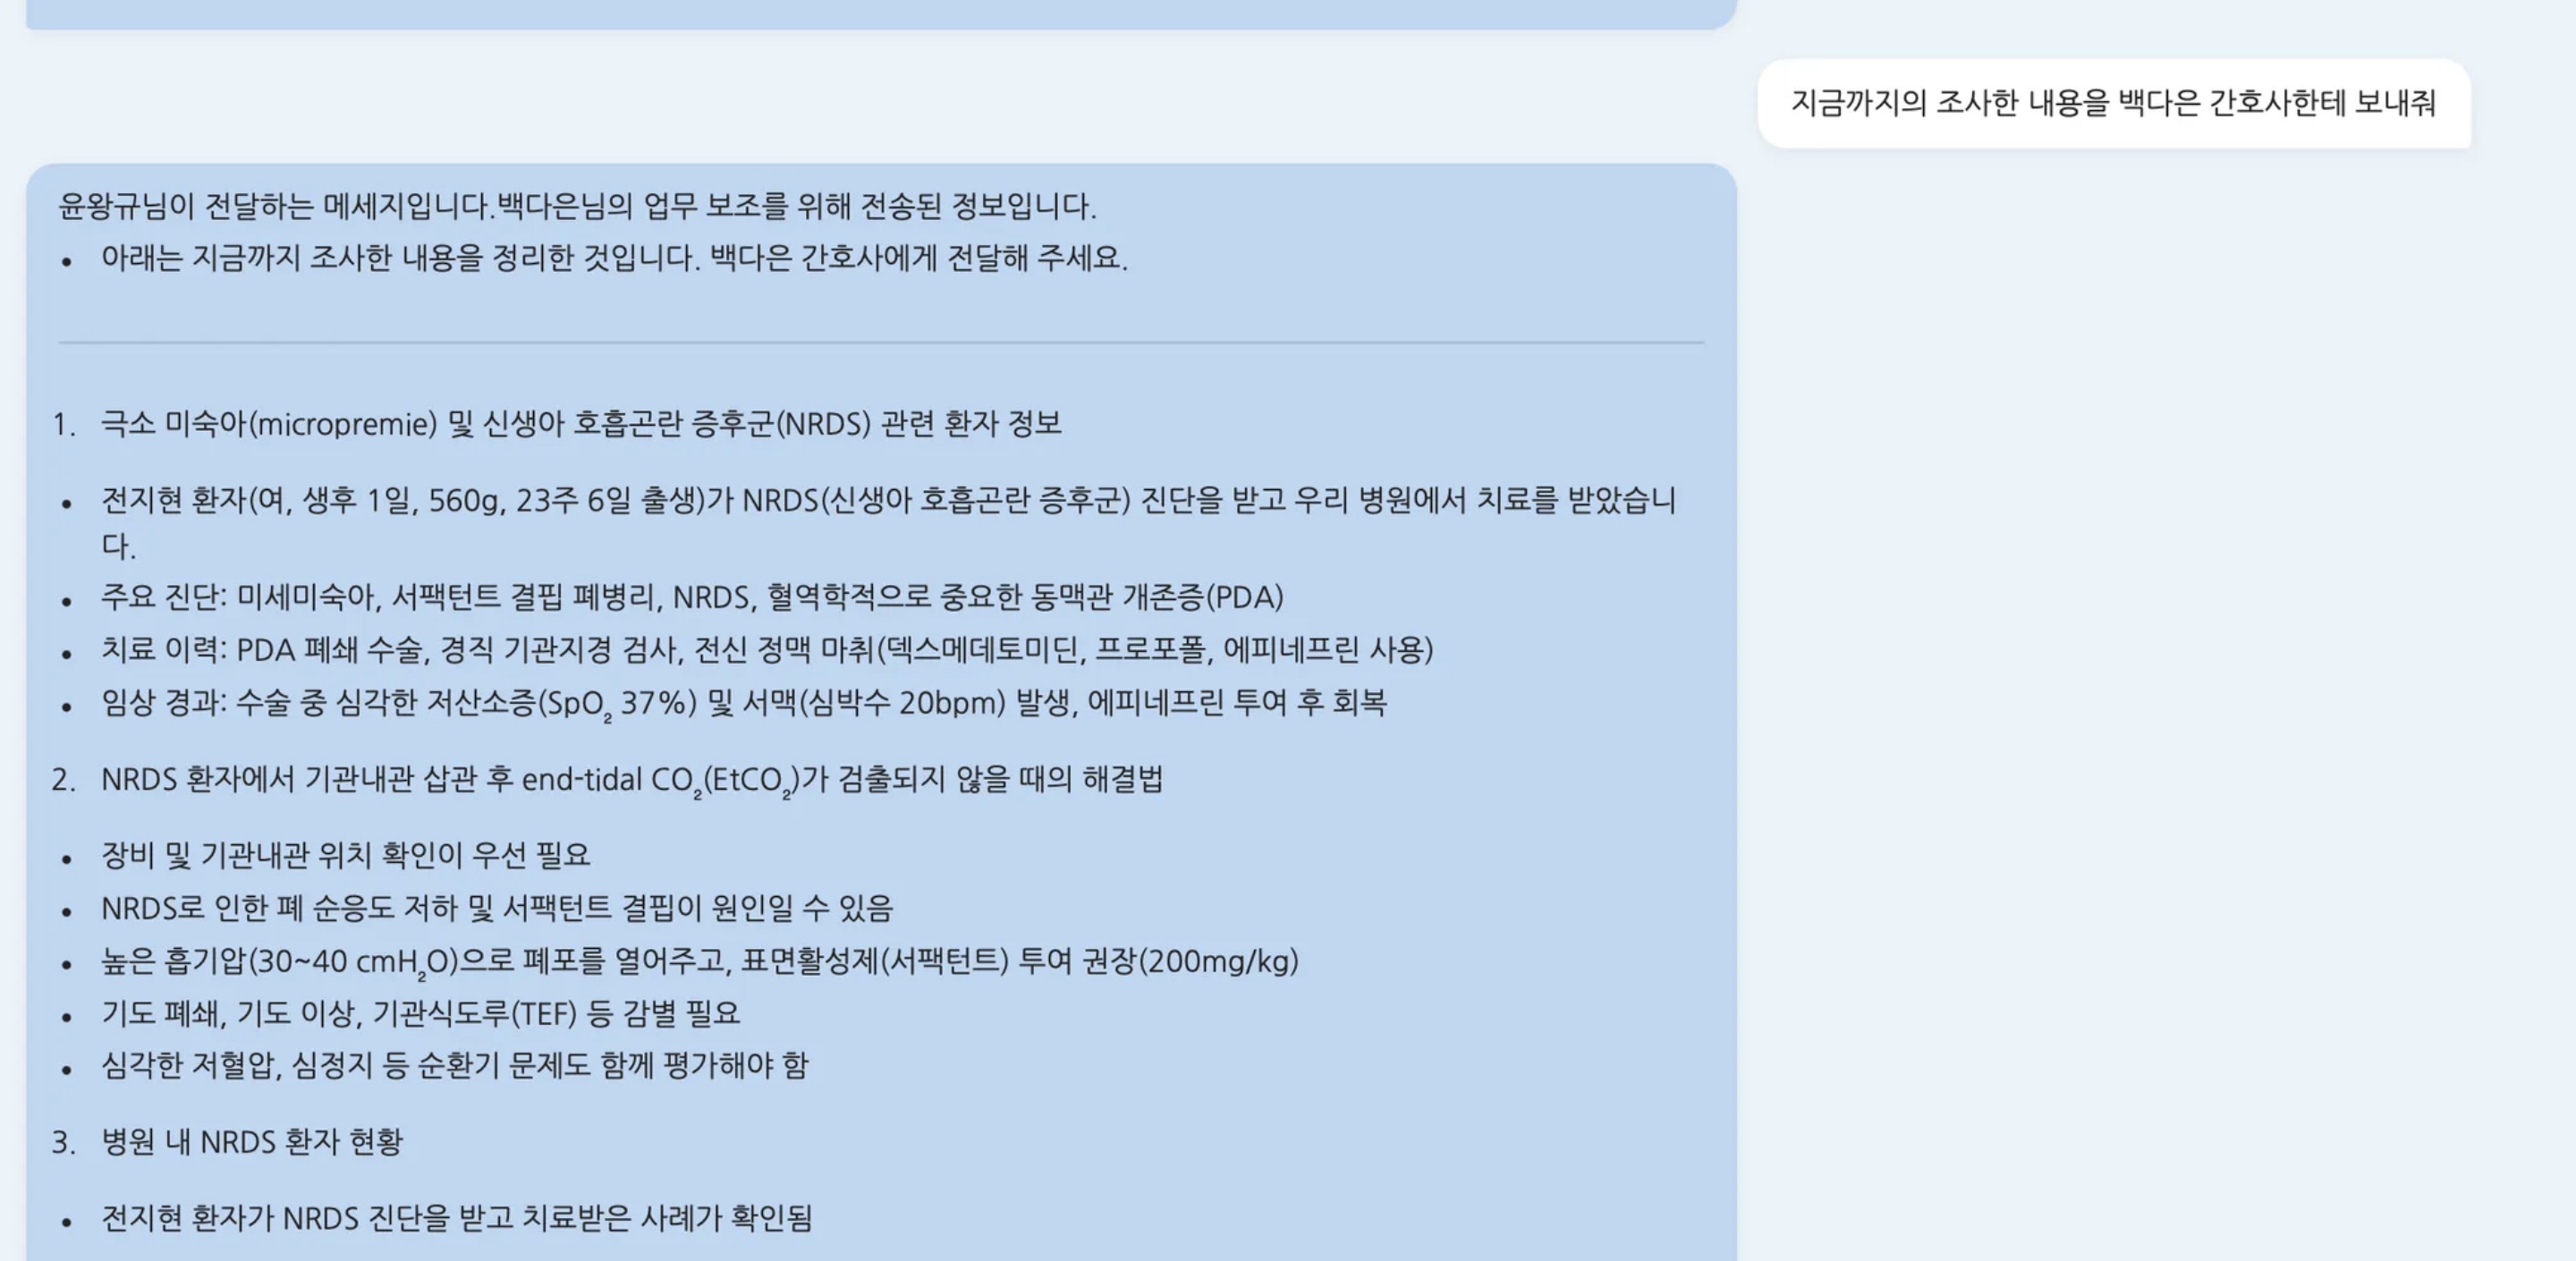 지금까지의 조사한 내용을 백다은 간호사한테 보내줘
윤왕규님이 전달하는 메세지입니다.백다은님의 업무 보조를 위해 전송된 정보입니다.
• 아래는 지금까지 조사한 내용을 정리한 것입니다. 백다은 간호사에게 전달해 주세요.
1. 극소 미숙아(micropremie) 및 신생아 호흡곤란 증후군(NRDS) 관련 환자 정보
• 전지현 환자(여, 생후 1일, 560g, 23주 6일 출생)가 NRDS(신생아 호흡곤란 증후군) 진단을 받고 우리 병원에서 치료를 받았습니
다.
• 주요 진단: 미세미숙아, 서팩턴트 결핍 폐병리, NRDS, 혈역학적으로 중요한 동맥관 개존증(PDA)
• 치료 이력: PDA 폐쇄 수술, 경직 기관지경 검사, 전신 정맥 마취(덱스메데토미딘, 프로포폴, 에피네프린 사용)
• 임상 경과: 수술 중 심각한 저산소증(SpO₂ 37%) 및 서맥(심박수 20bpm) 발생, 에피네프린 투여 후 회복
2. NRDS 환자에서 기관내관 삽관 후 end-tidal CO₂(EtCO₂)가 검출되지 않을 때의 해결법
• 장비 및 기관내관 위치 확인이 우선 필요
• NRDS로 인한 폐 순응도 저하 및 서팩턴트 결핍이 원인일 수 있음
• 높은 흡기압(30~40 cmH₂O)으로 폐포를 열어주고, 표면활성제(서팩턴트) 투여 권장(200mg/kg)
• 기도 폐쇄, 기도 이상, 기관식도루(TEF) 등 감별 필요
• 심각한 저혈압, 심정지 등 순환기 문제도 함께 평가해야 함
3. 병원 내 NRDS 환자 현황
• 전지현 환자가 NRDS 진단을 받고 치료받은 사례가 확인됨